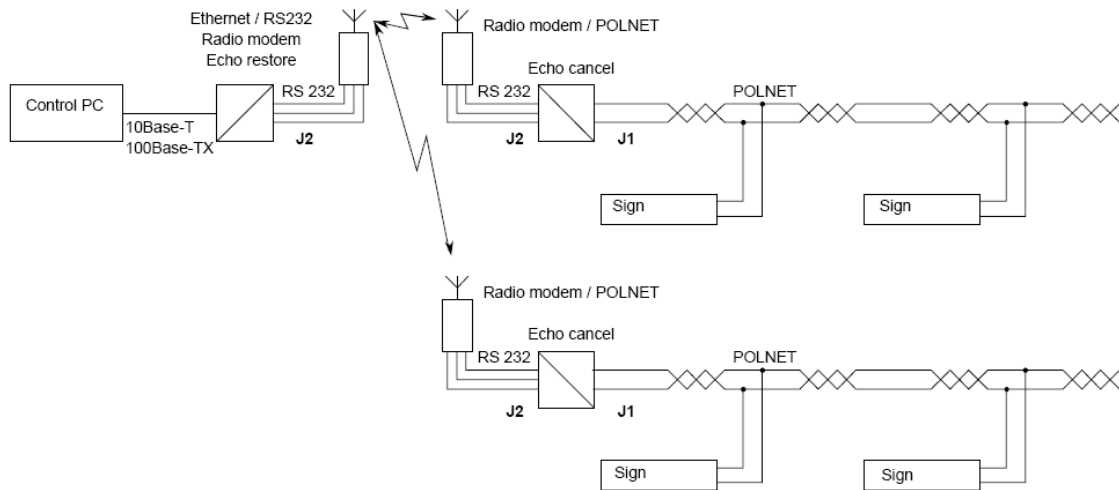 Ethernet / RS232
Radio modem
Echo restore
Radio modem / POLNET
Control PC
10Base-T
100Base-TX
RS 232
J2
Echo cancel
RS 232
J2
J1
POLNET
Sign
Sign
Radio modem / POLNET
Echo cancel
RS 232
J2
J1
POLNET
Sign
Sign